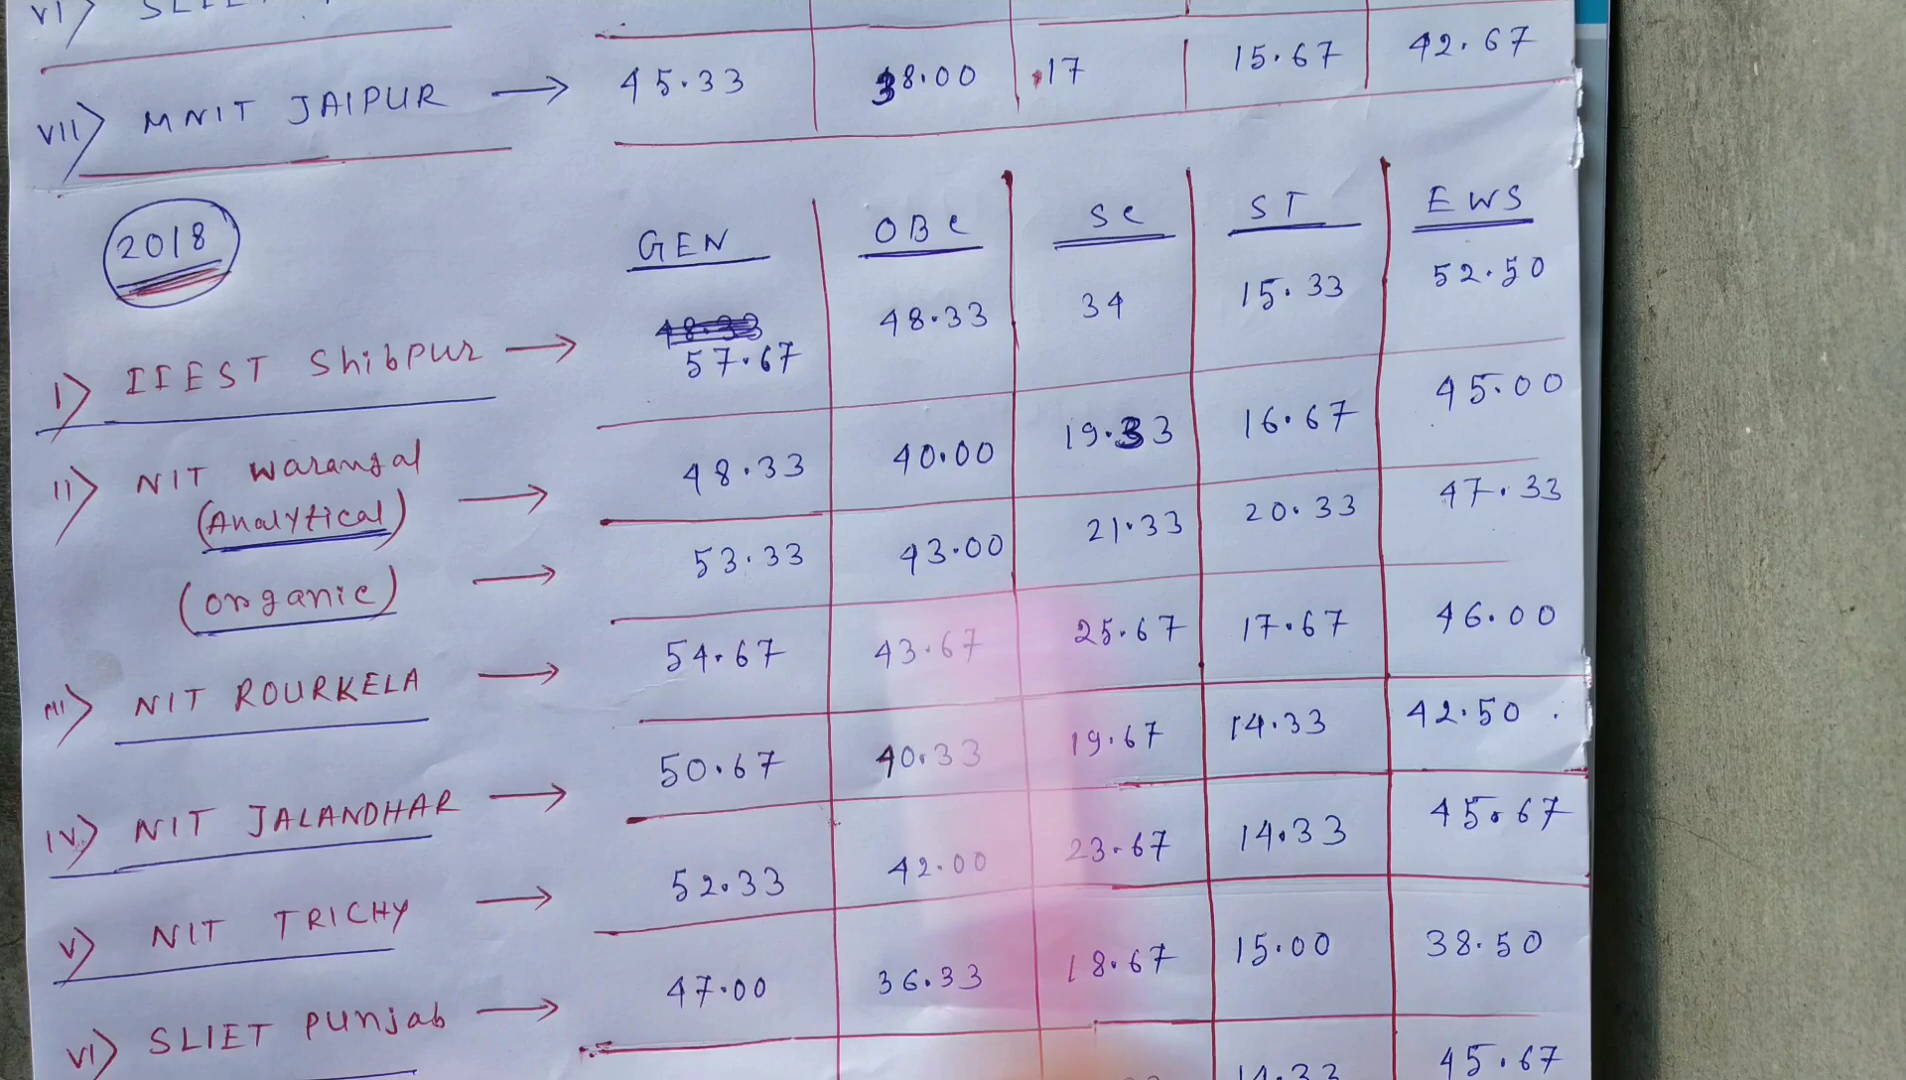 VI)
VII) MNIT JAIPUR → 45.33 38.00 17 15.67 42.67
2018 GEN OBC SC ST EWS
I) IIEST Shibpur → 57.67 48.33 34 15.33 52.50
II) NIT Warangal
(Analytical) → 48.33 40.00 19.33 16.67 45.00
(organic) → 53.33 43.00 21.33 20.33 47.33
III) NIT ROURKELA → 54.67 43.67 25.67 17.67 46.00
IV) NIT JALANDHAR → 50.67 40.33 19.67 14.33 42.50
V) NIT TRICHY → 52.33 42.00 23.67 14.33 45.67
VI) SLIET Punjab → 47.00 36.33 18.67 15.00 38.50
14.33 45.67